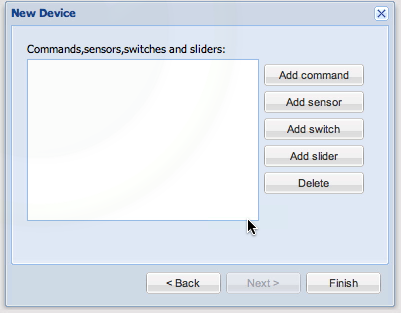 New Device
Commands,sensors,switches and sliders:
Add command
Add sensor
Add switch
Add slider
Delete
< Back
Next >
Finish